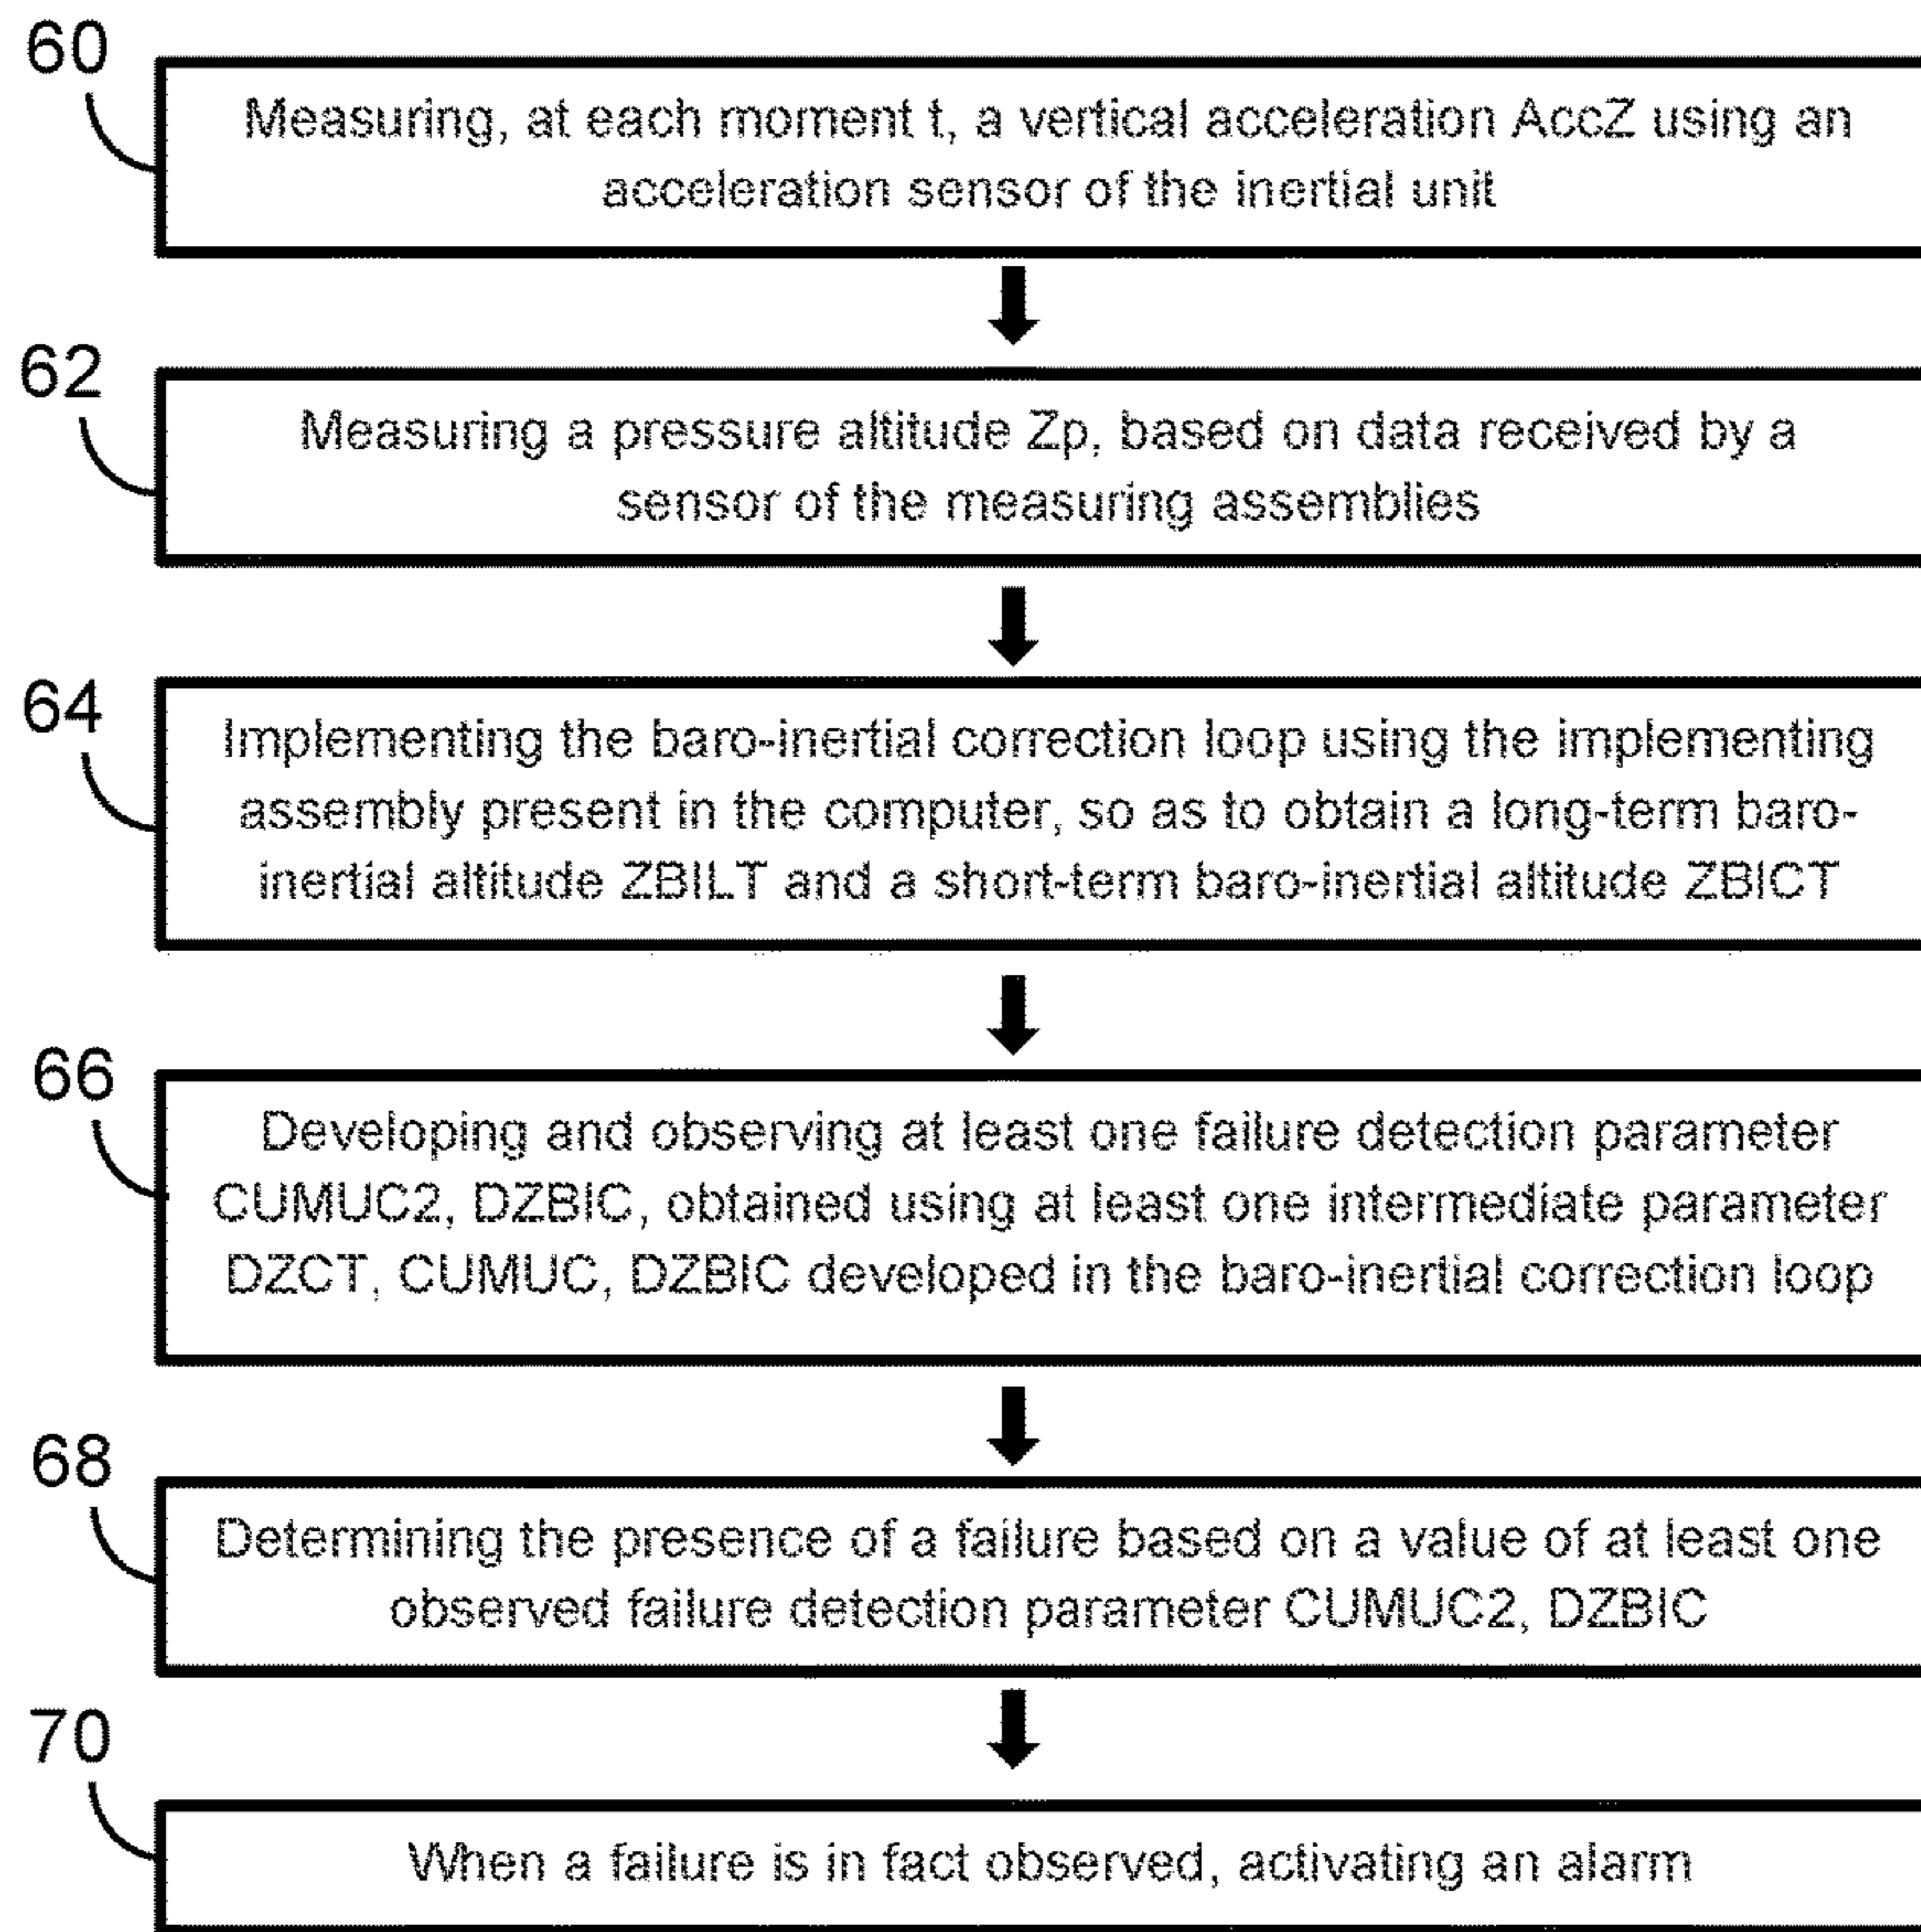 60
Measuring, at each moment t, a vertical acceleration AccZ using an
acceleration sensor of the inertial unit
62
Measuring a pressure altitude Zp, based on data received by a
sensor of the measuring assemblies
64
Implementing the baro-inertial correction loop using the implementing
assembly present in the computer, so as to obtain a long-term baro-
inertial altitude ZBILT and a short-term baro-inertial altitude ZBICT
66
Developing and observing at least one failure detection parameter
CUMUC2, DZBIC, obtained using at least one intermediate parameter
DZCT, CUMUC, DZBIC developed in the baro-inertial correction loop
68
Determining the presence of a failure based on a value of at least one
observed failure detection parameter CUMUC2, DZBIC
70
When a failure is in fact observed, activating an alarm